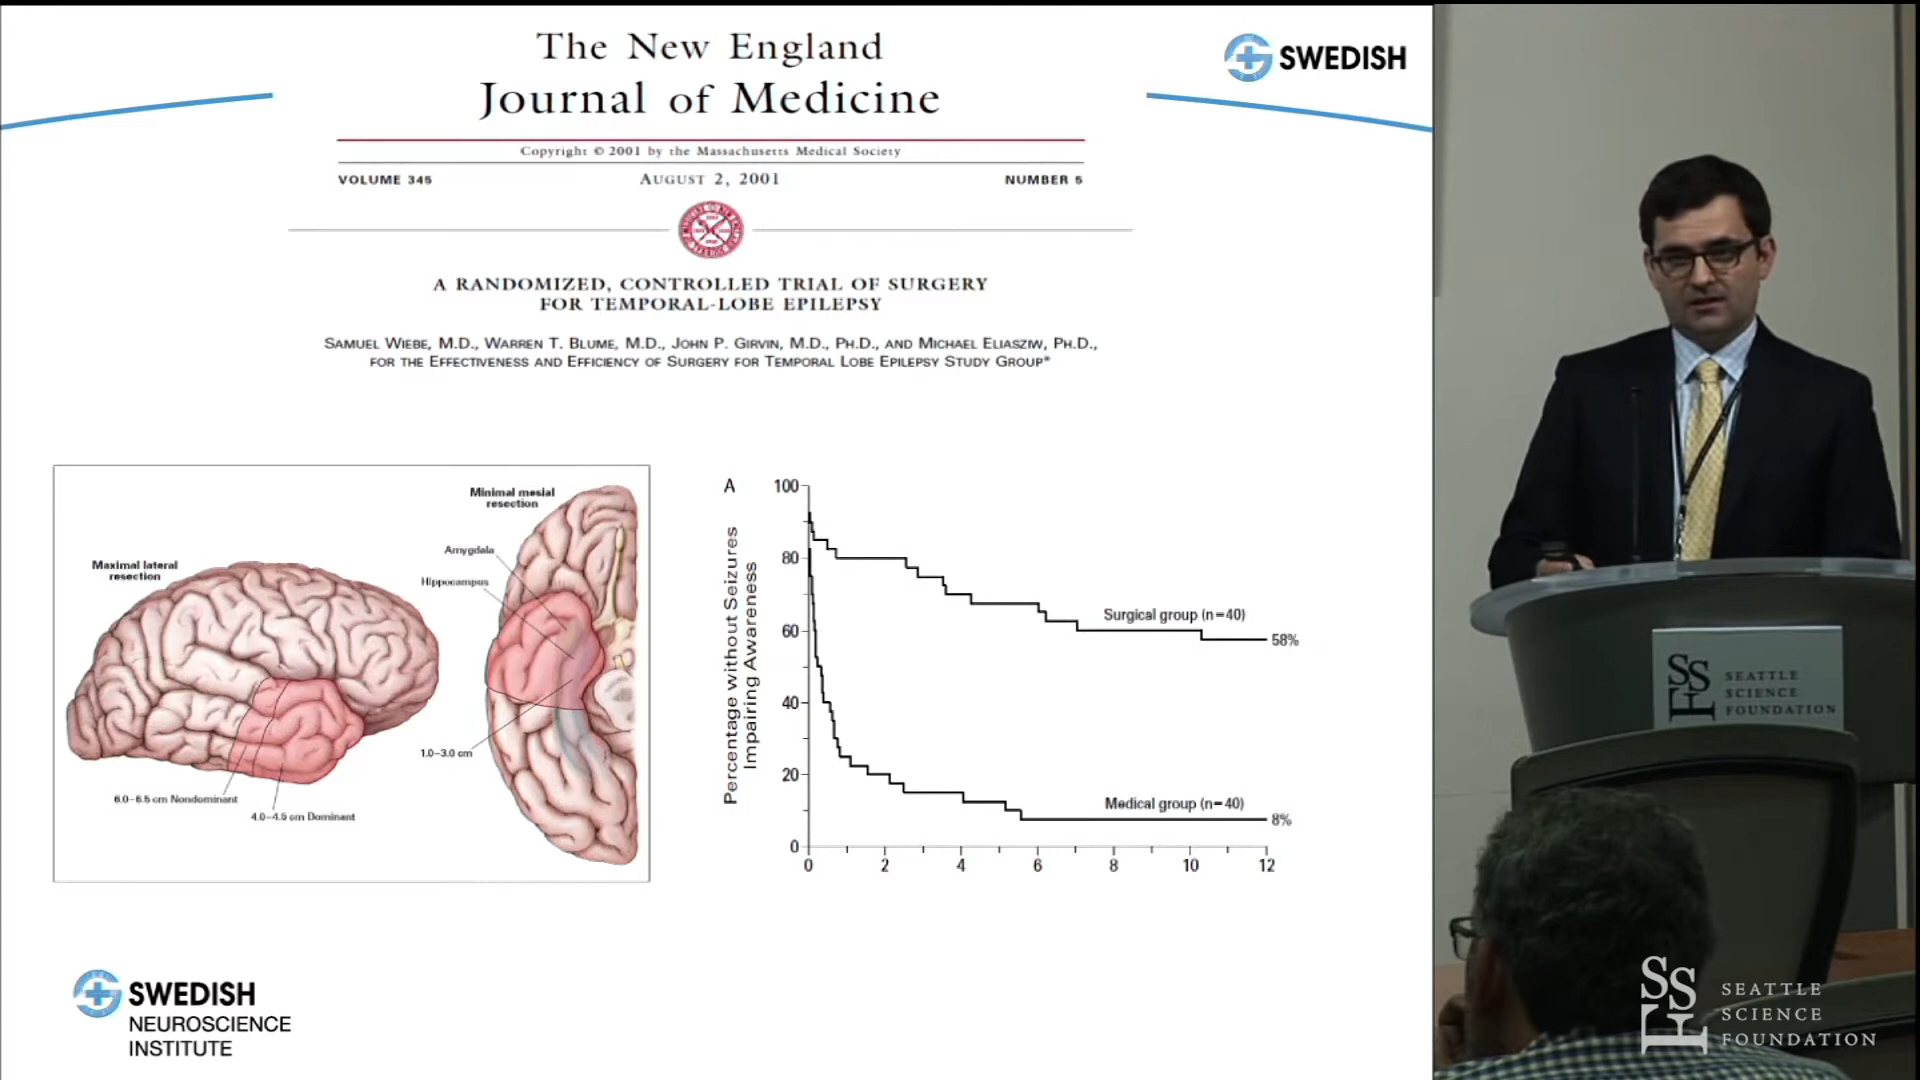 The New England
Journal of Medicine
SWEDISH
Copyright © 2001 by the Massachusetts Medical Society
VOLUME 345
AUGUST 2, 2001
NUMBER 5
A RANDOMIZED, CONTROLLED TRIAL OF SURGERY
FOR TEMPORAL-LOBE EPILEPSY
SAMUEL WIEBE, M.D., WARREN T. BLUME, M.D., JOHN P. GIRVIN, M.D., PH.D., AND MICHAEL ELIASZIW, PH.D.,
FOR THE EFFECTIVENESS AND EFFICIENCY OF SURGERY FOR TEMPORAL LOBE EPILEPSY STUDY GROUP*
Maximal lateral
resection
6.0–6.5 cm Nondominant
4.0–4.5 cm Dominant
Minimal mesial
resection
Amygdala
Hippocampus
1.0–3.0 cm
A
Percentage without Seizures
Impairing Awareness
100
80
60
40
20
0
Surgical group (n=40)
58%
Medical group (n=40)
8%
0 2 4 6 8 10 12
SWEDISH
NEUROSCIENCE
INSTITUTE
SSF
SEATTLE
SCIENCE
FOUNDATION
SSF
SEATTLE
SCIENCE
FOUNDATION